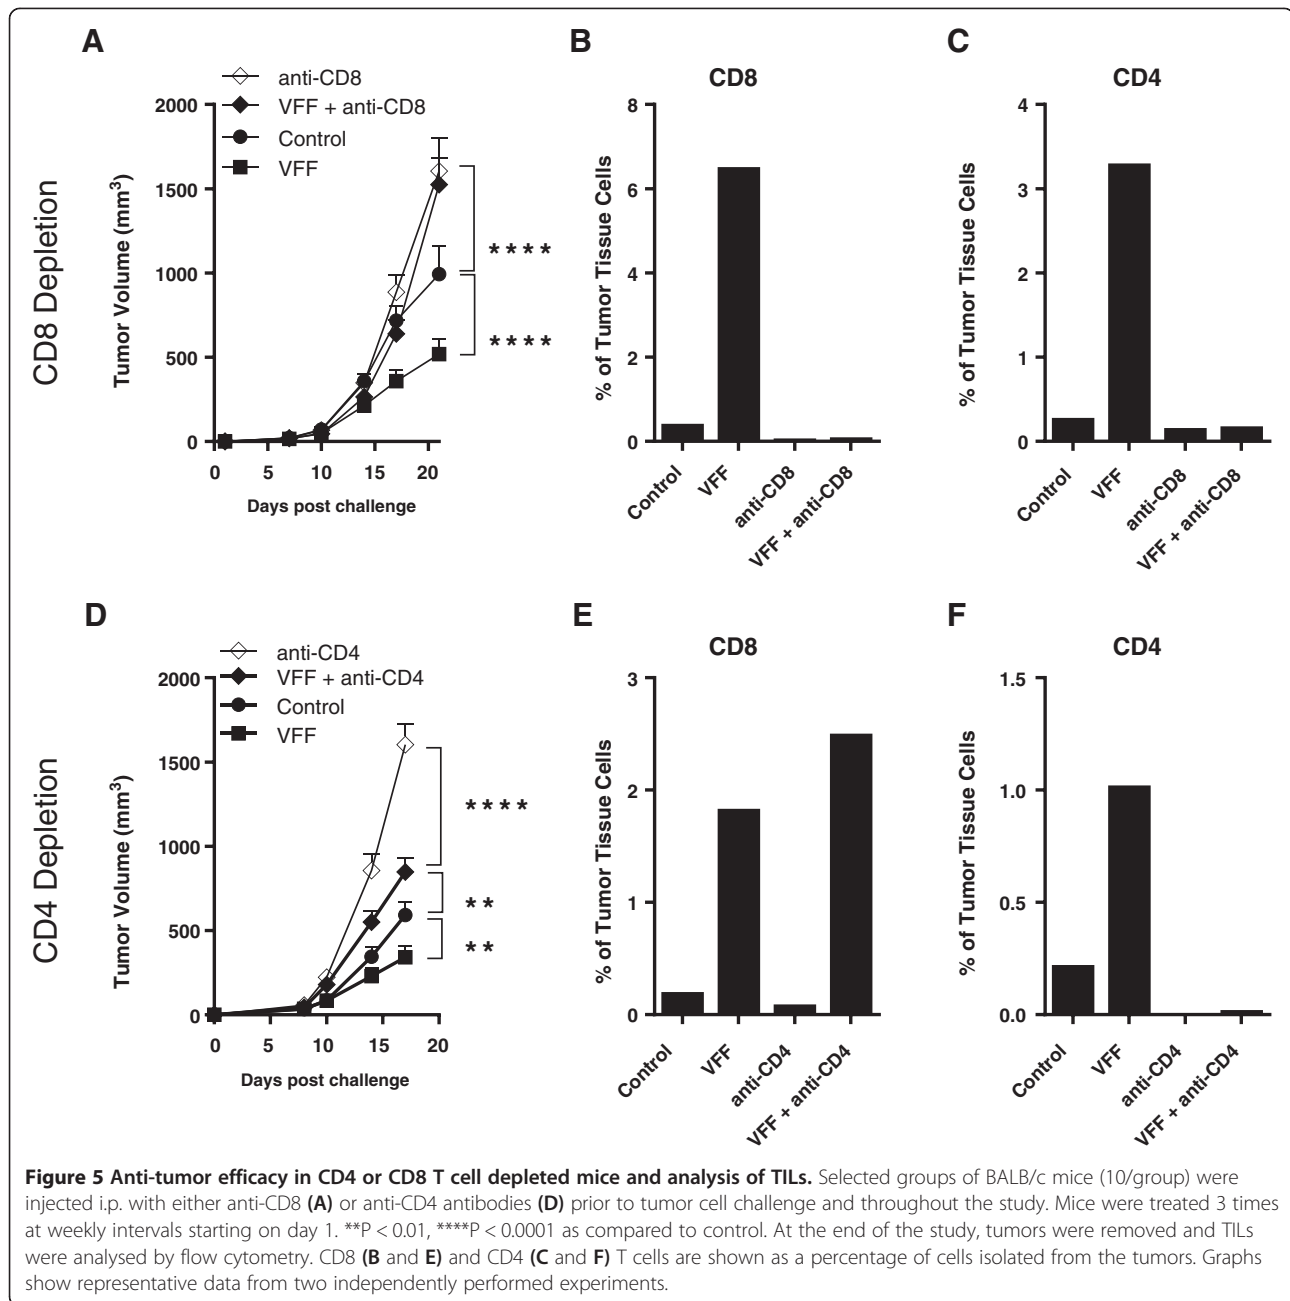 A
anti-CD8
VFF + anti-CD8
Control
VFF
CD8 Depletion
Tumor Volume (mm³)
2000
1500
1000
500
0
0 5 10 15 20
Days post challenge
****
****
B
CD8
% of Tumor Tissue Cells
8
6
4
2
0
Control
VFF
anti-CD8
VFF + anti-CD8
C
CD4
% of Tumor Tissue Cells
4
3
2
1
0
Control
VFF
anti-CD8
VFF + anti-CD8
D
anti-CD4
VFF + anti-CD4
Control
VFF
CD4 Depletion
Tumor Volume (mm³)
2000
1500
1000
500
0
0 5 10 15 20
Days post challenge
****
**
**
E
CD8
% of Tumor Tissue Cells
3
2
1
0
Control
VFF
anti-CD4
VFF + anti-CD4
F
CD4
% of Tumor Tissue Cells
1.5
1.0
0.5
0.0
Control
VFF
anti-CD4
VFF + anti-CD4
Figure 5 Anti-tumor efficacy in CD4 or CD8 T cell depleted mice and analysis of TILs. Selected groups of BALB/c mice (10/group) were
injected i.p. with either anti-CD8 (A) or anti-CD4 antibodies (D) prior to tumor cell challenge and throughout the study. Mice were treated 3 times
at weekly intervals starting on day 1. **P < 0.01, ****P < 0.0001 as compared to control. At the end of the study, tumors were removed and TILs
were analysed by flow cytometry. CD8 (B and E) and CD4 (C and F) T cells are shown as a percentage of cells isolated from the tumors. Graphs
show representative data from two independently performed experiments.